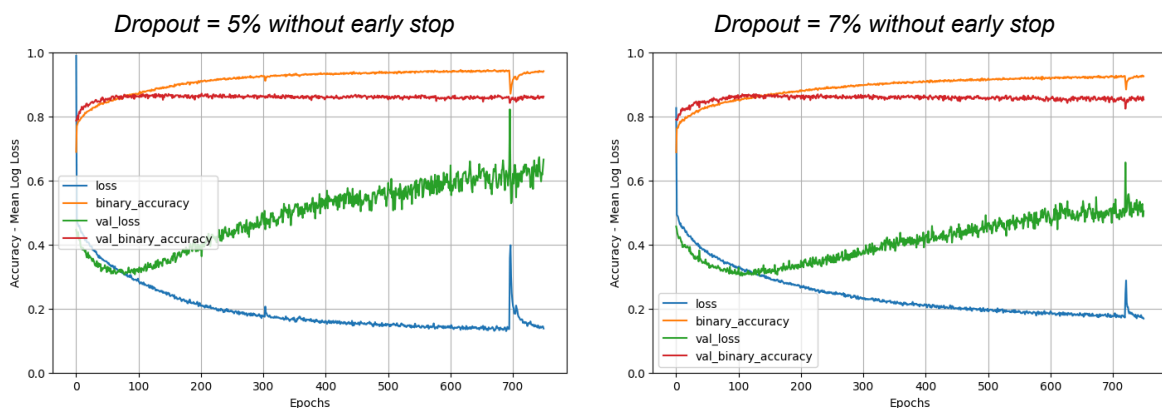 Dropout = 5% without early stop
1.0
0.8
0.6
0.4
0.2
0.0
Accuracy - Mean Log Loss
loss
binary_accuracy
val_loss
val_binary_accuracy
0 100 200 300 400 500 600 700
Epochs
Dropout = 7% without early stop
1.0
0.8
0.6
0.4
0.2
0.0
Accuracy - Mean Log Loss
loss
binary_accuracy
val_loss
val_binary_accuracy
0 100 200 300 400 500 600 700
Epochs